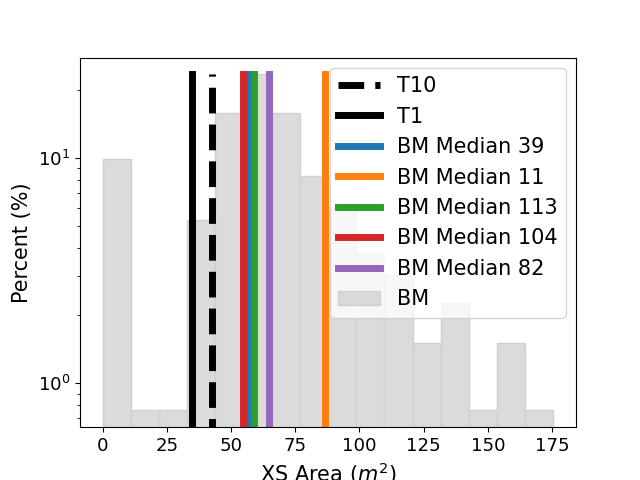 T10
T1
BM Median 39
BM Median 11
BM Median 113
BM Median 104
BM Median 82
BM
Percent (%)
10¹
10⁰
0 25 50 75 100 125 150 175
XS Area (m²)